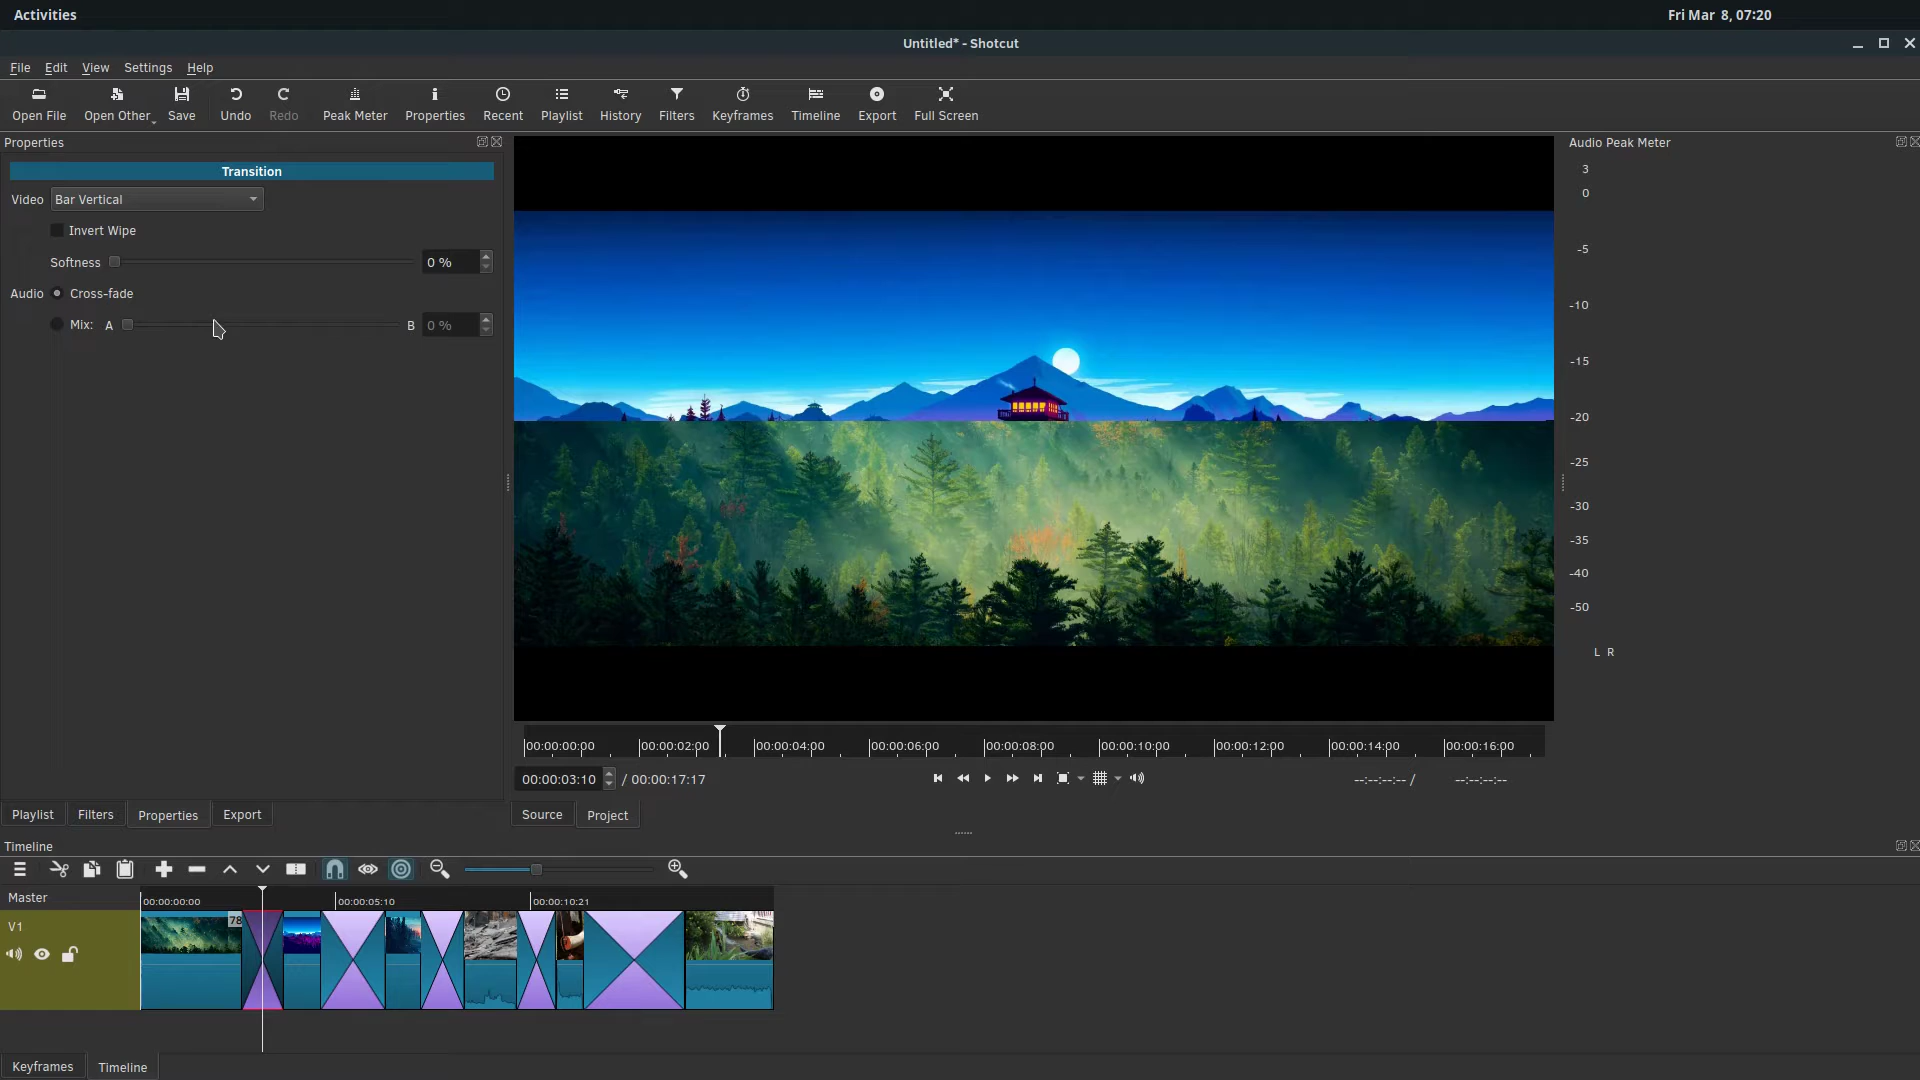 Activities
Fri Mar 8, 07:20
Untitled* - Shotcut
File Edit View Settings Help
Open File Open Other Save Undo Redo Peak Meter Properties Recent Playlist History Filters Keyframes Timeline Export Full Screen
Properties
Transition
Video Bar Vertical
Invert Wipe
Softness 0 %
Audio Cross-fade
Mix: A B 0 %
Audio Peak Meter
3
0
-5
-10
-15
-20
-25
-30
-35
-40
-50
L R
00:00:00:00 00:00:02:00 00:00:04:00 00:00:06:00 00:00:08:00 00:00:10:00 00:00:12:00 00:00:14:00 00:00:16:00
00:00:03:10 / 00:00:17:17 --:--:--:-- / --:--:--:--
Playlist Filters Properties Export
Source Project
Timeline
Master
00:00:00:00 00:00:05:10 00:00:10:21
V1
78
Keyframes Timeline